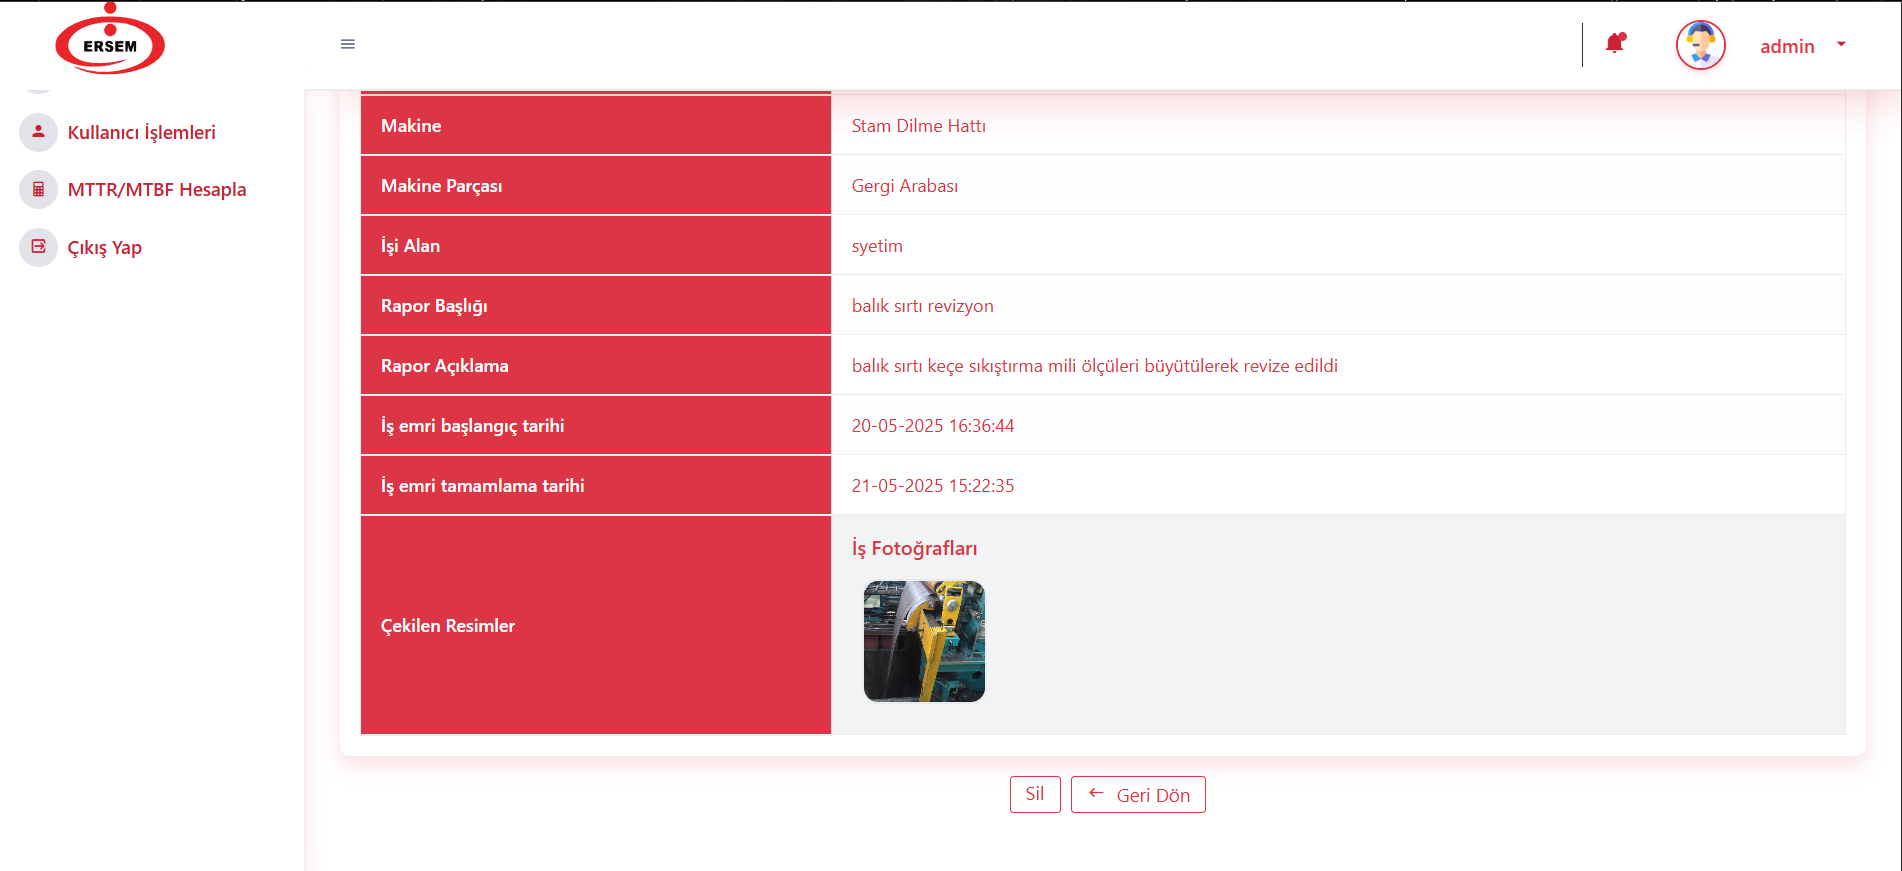 ERSEM
admin
Kullanıcı İşlemleri
MTTR/MTBF Hesapla
Çıkış Yap
Makine Stam Dilme Hattı
Makine Parçası Gergi Arabası
İşi Alan syetim
Rapor Başlığı balık sırtı revizyon
Rapor Açıklama balık sırtı keçe sıkıştırma mili ölçüleri büyütülerek revize edildi
İş emri başlangıç tarihi 20-05-2025 16:36:44
İş emri tamamlama tarihi 21-05-2025 15:22:35
Çekilen Resimler
İş Fotoğrafları
Sil
Geri Dön